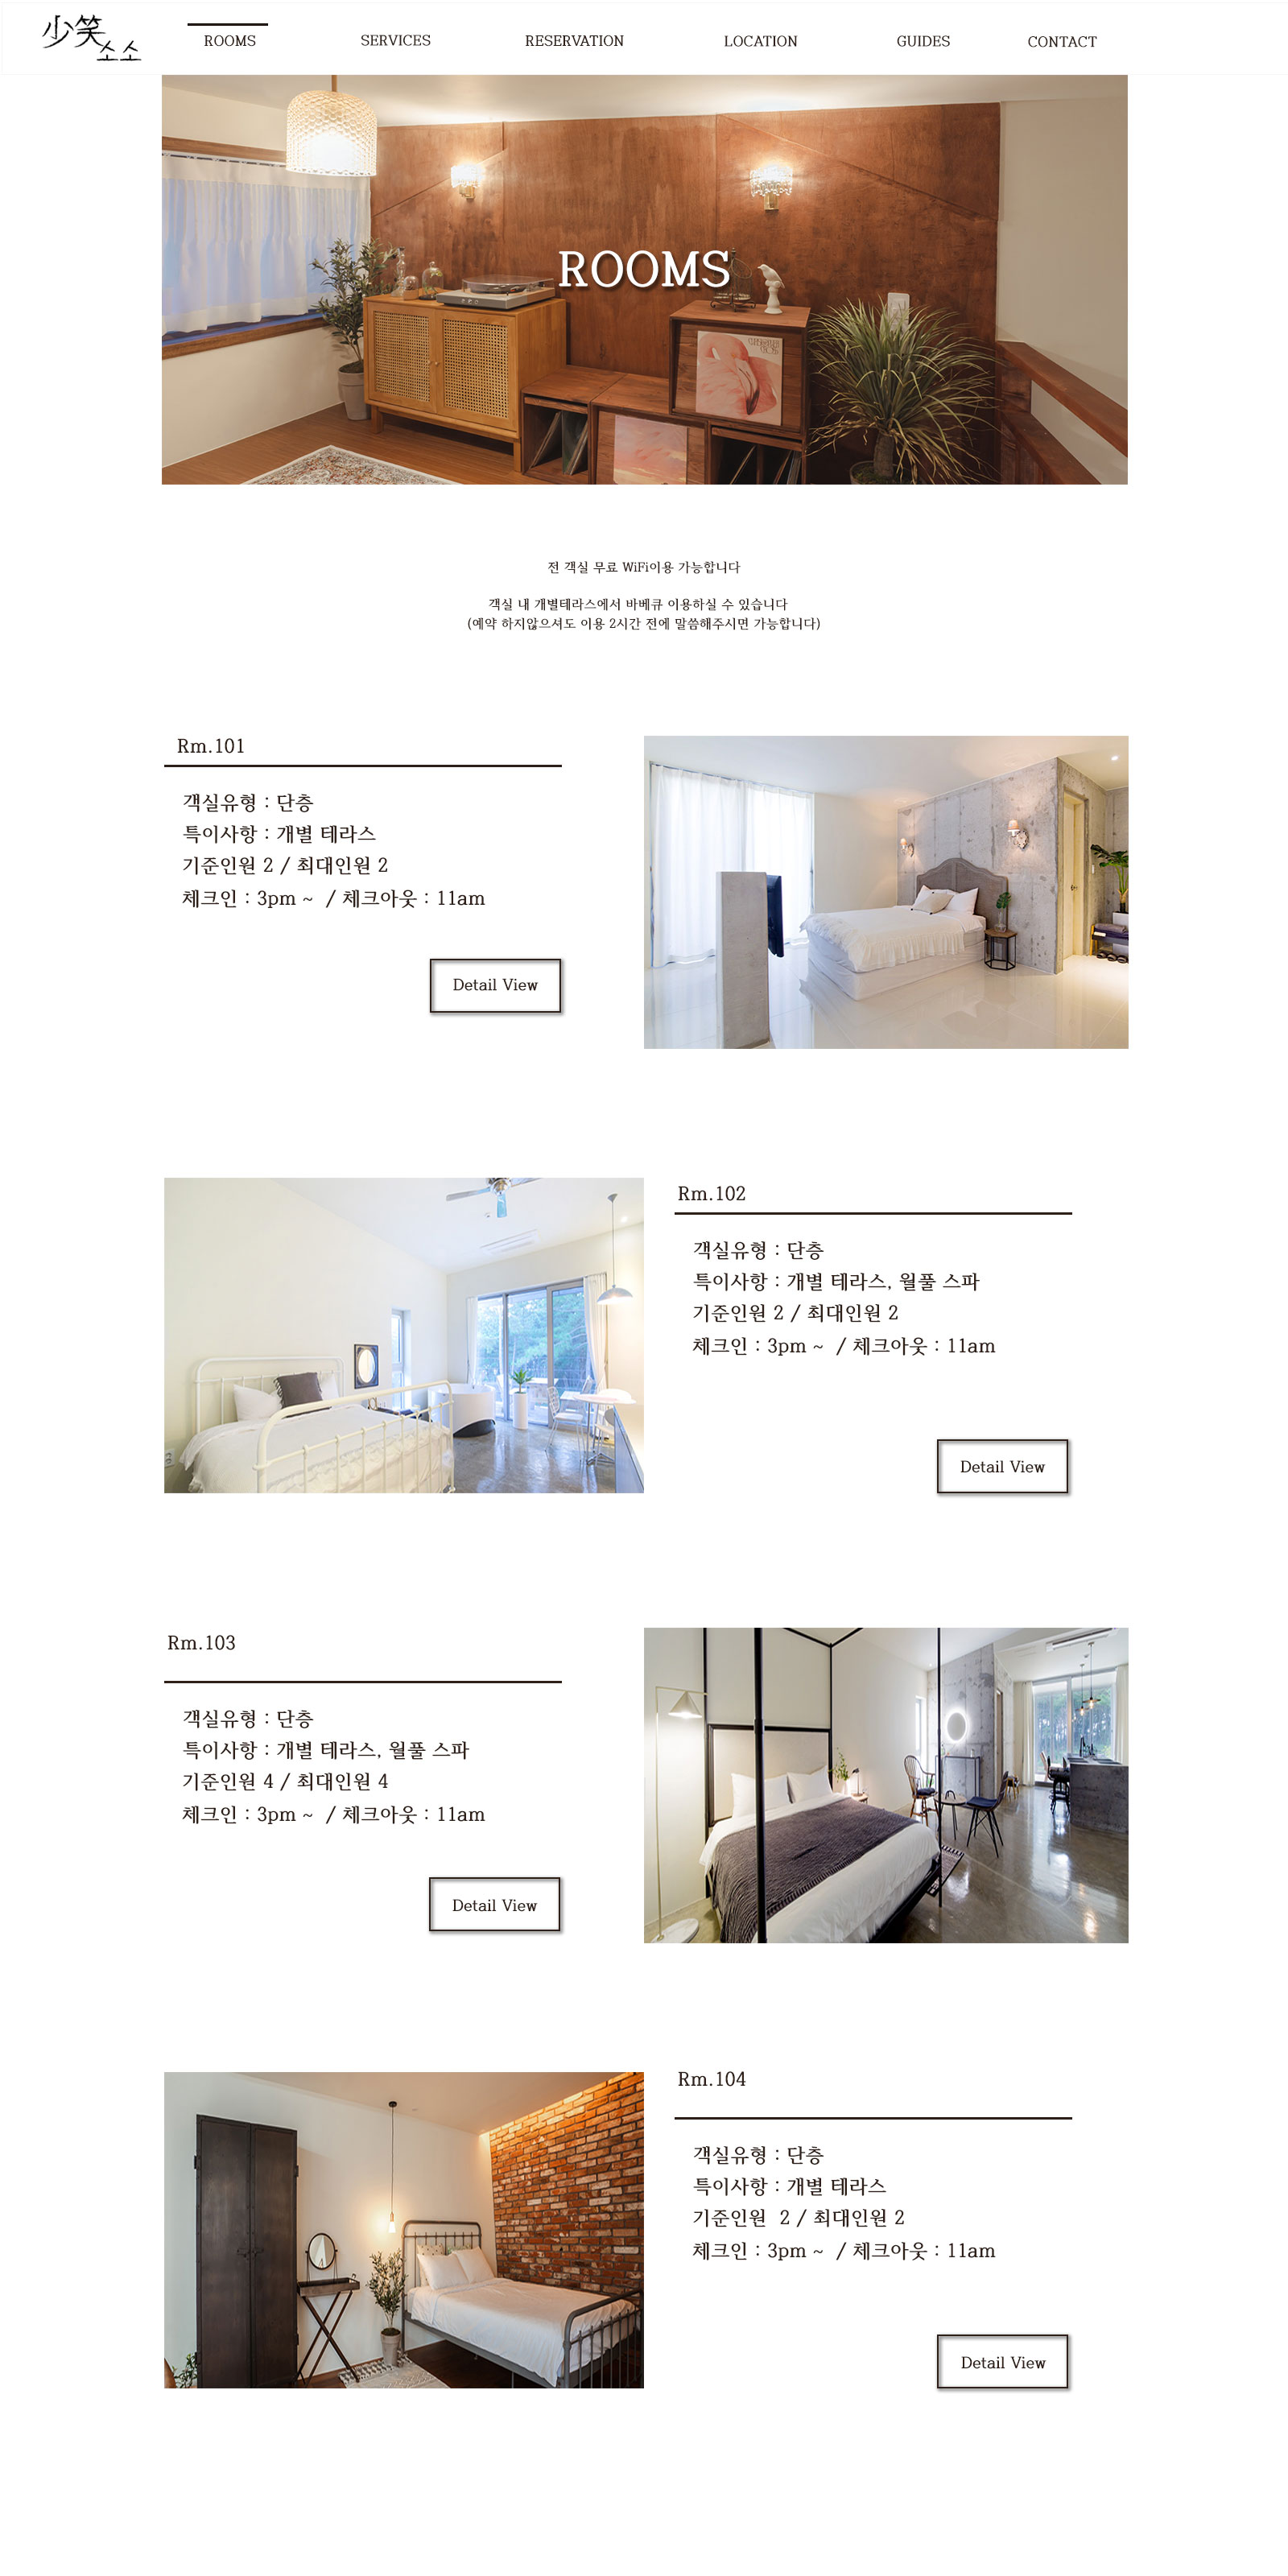 少笑
소소
ROOMS
SERVICES
RESERVATION
LOCATION
GUIDES
CONTACT
ROOMS
전 객실 무료 WiFi이용 가능합니다
객실 내 개별테라스에서 바베큐 이용하실 수 있습니다
(예약 하지않으셔도 이용 2시간 전에 말씀해주시면 가능합니다)
Rm.101
객실유형 : 단층
특이사항 : 개별 테라스
기준인원 2 / 최대인원 2
체크인 : 3pm ~ / 체크아웃 : 11am
Detail View
Rm.102
객실유형 : 단층
특이사항 : 개별 테라스, 월풀 스파
기준인원 2 / 최대인원 2
체크인 : 3pm ~ / 체크아웃 : 11am
Detail View
Rm.103
객실유형 : 단층
특이사항 : 개별 테라스, 월풀 스파
기준인원 4 / 최대인원 4
체크인 : 3pm ~ / 체크아웃 : 11am
Detail View
Rm.104
객실유형 : 단층
특이사항 : 개별 테라스
기준인원 2 / 최대인원 2
체크인 : 3pm ~ / 체크아웃 : 11am
Detail View